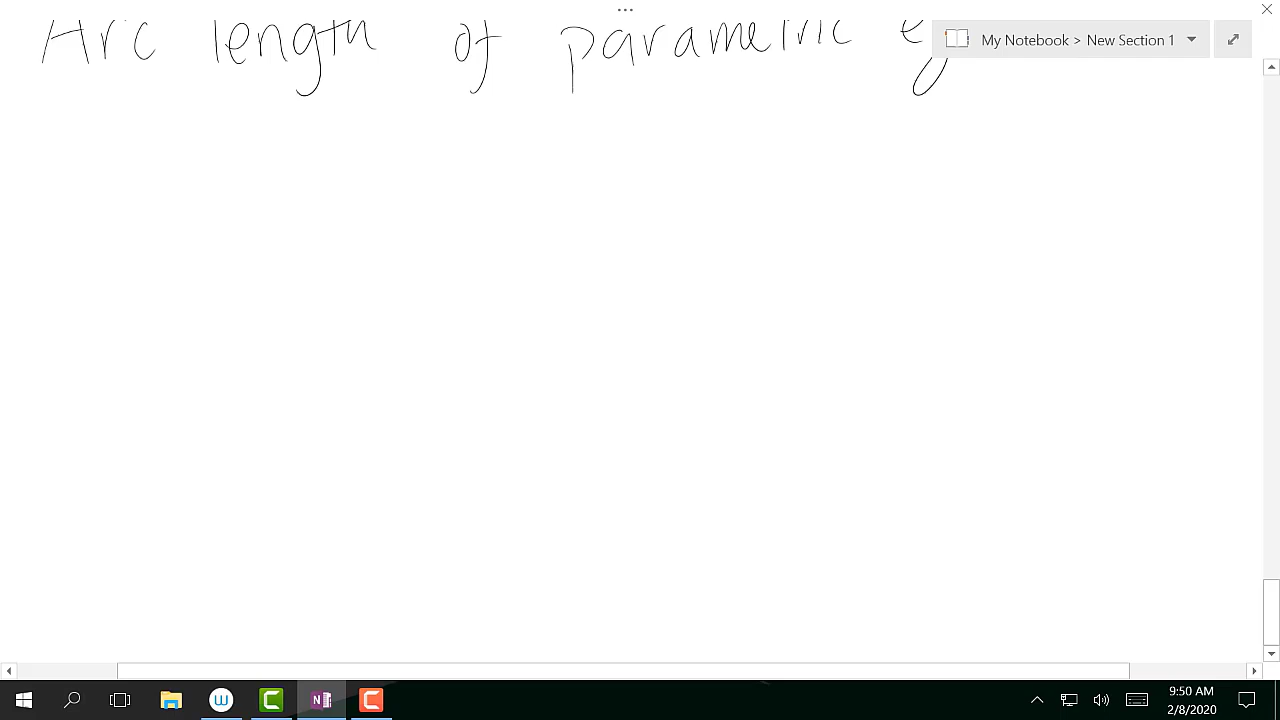 Arc length of parametric
My Notebook > New Section 1
W
C
N
C
9:50 AM
2/8/2020